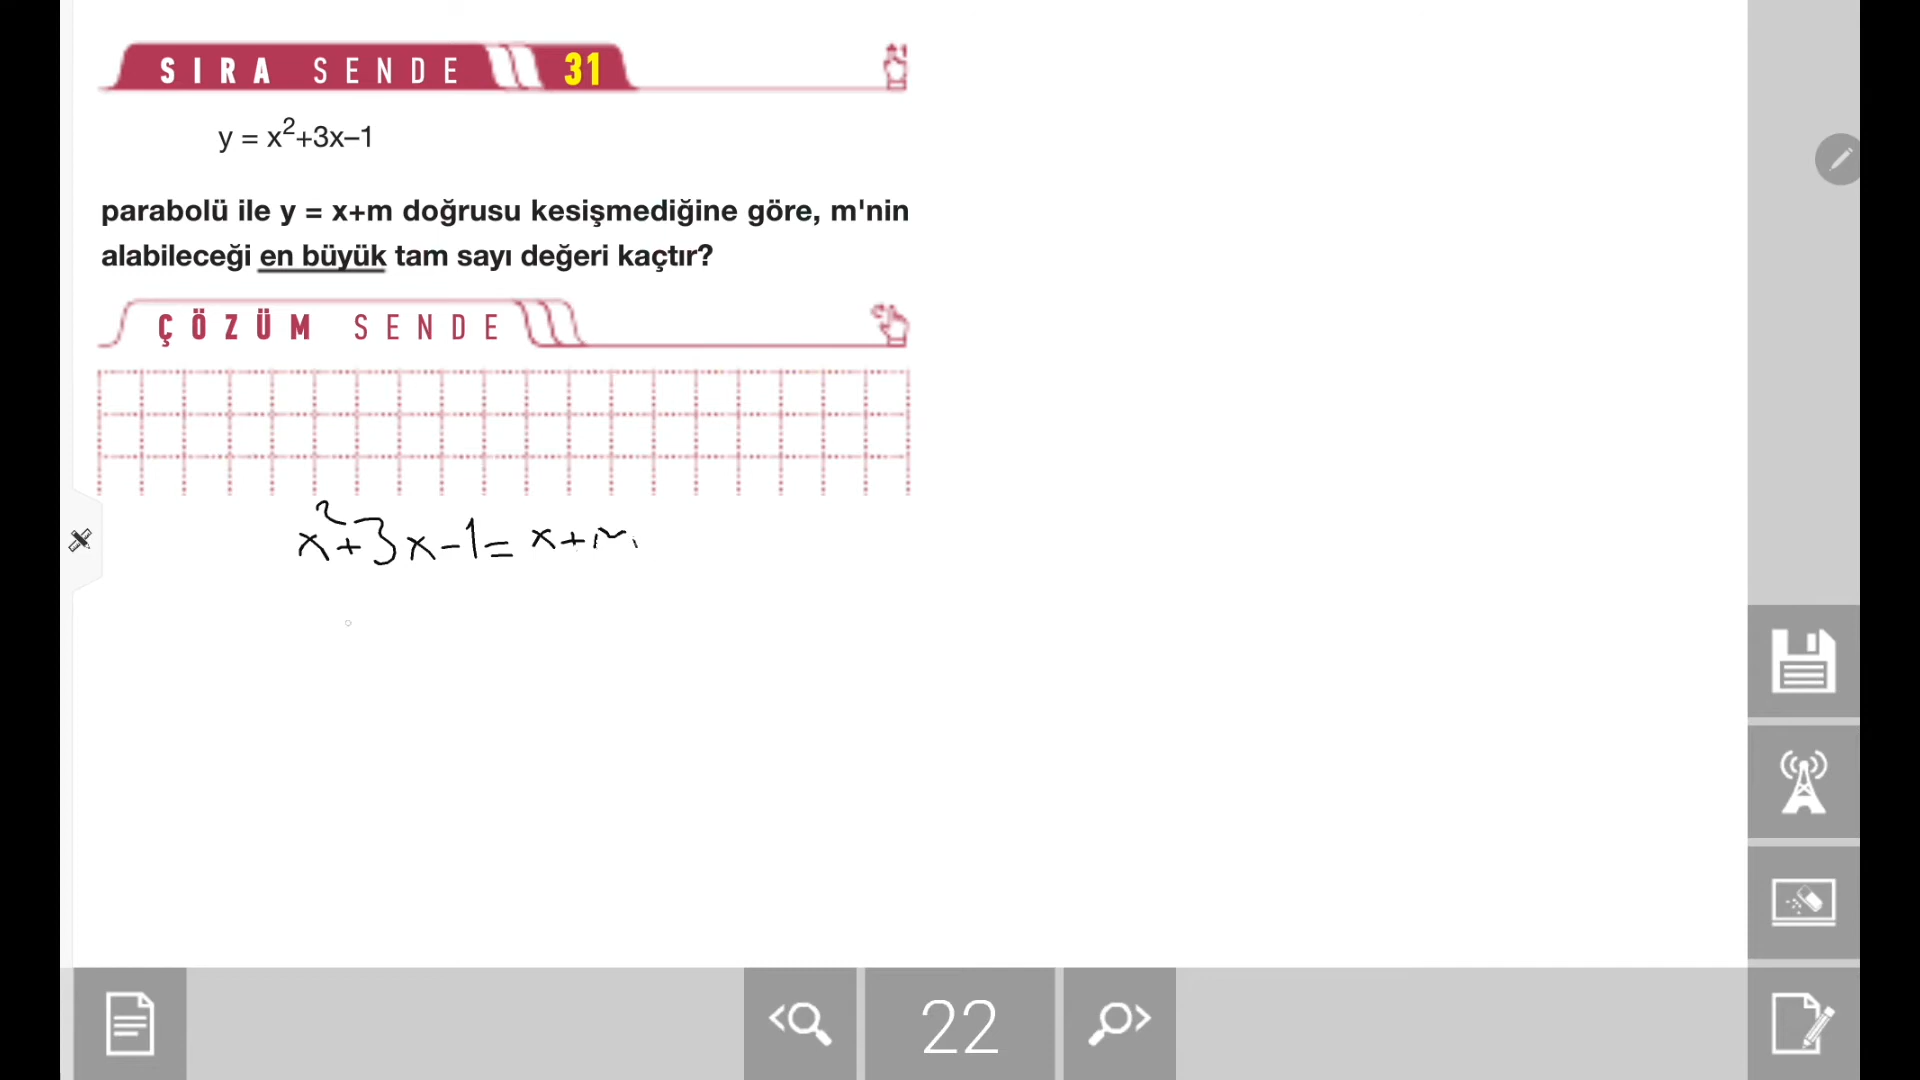 SIRA SENDE 31
y = x²+3x–1
parabolü ile y = x+m doğrusu kesişmediğine göre, m'nin
alabileceği en büyük tam sayı değeri kaçtır?
ÇÖZÜM SENDE
x²+3x-1=x+m
22